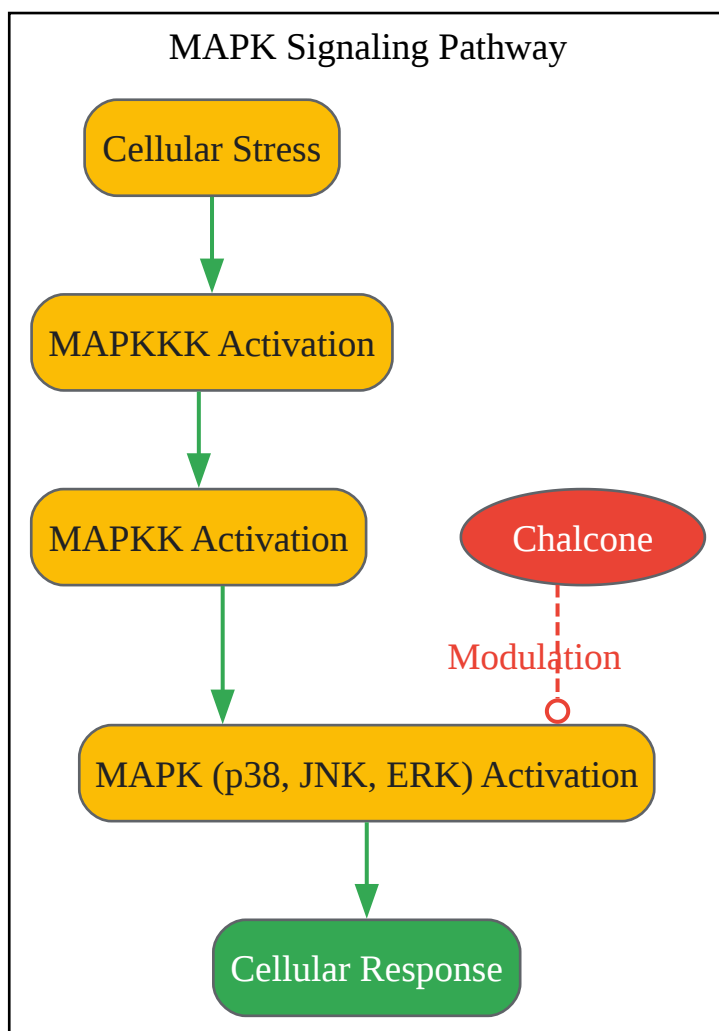 MAPK Signaling Pathway
Cellular Stress
MAPKKK Activation
MAPKK Activation
Chalcone
Modulation
MAPK (p38, JNK, ERK) Activation
Cellular Response